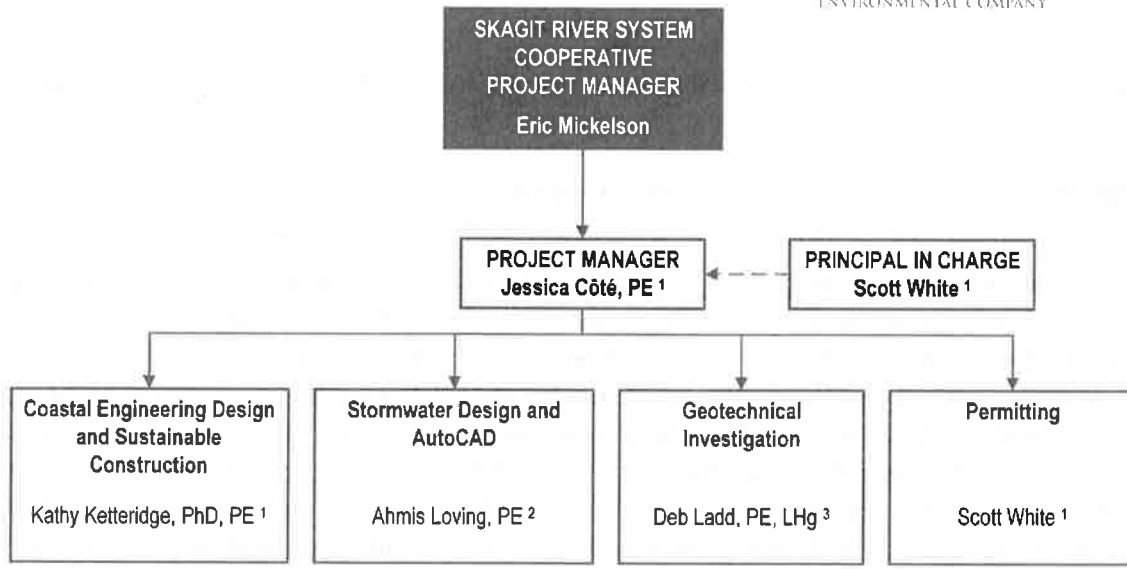 ENVIRONMENTAL COMPANY
SKAGIT RIVER SYSTEM
COOPERATIVE
PROJECT MANAGER
Eric Mickelson
PROJECT MANAGER
Jessica Côté, PE ¹
PRINCIPAL IN CHARGE
Scott White ¹
Coastal Engineering Design
and Sustainable
Construction
Kathy Ketteridge, PhD, PE ¹
Stormwater Design and
AutoCAD
Ahmis Loving, PE ²
Geotechnical
Investigation
Deb Ladd, PE, LHg ³
Permitting
Scott White ¹